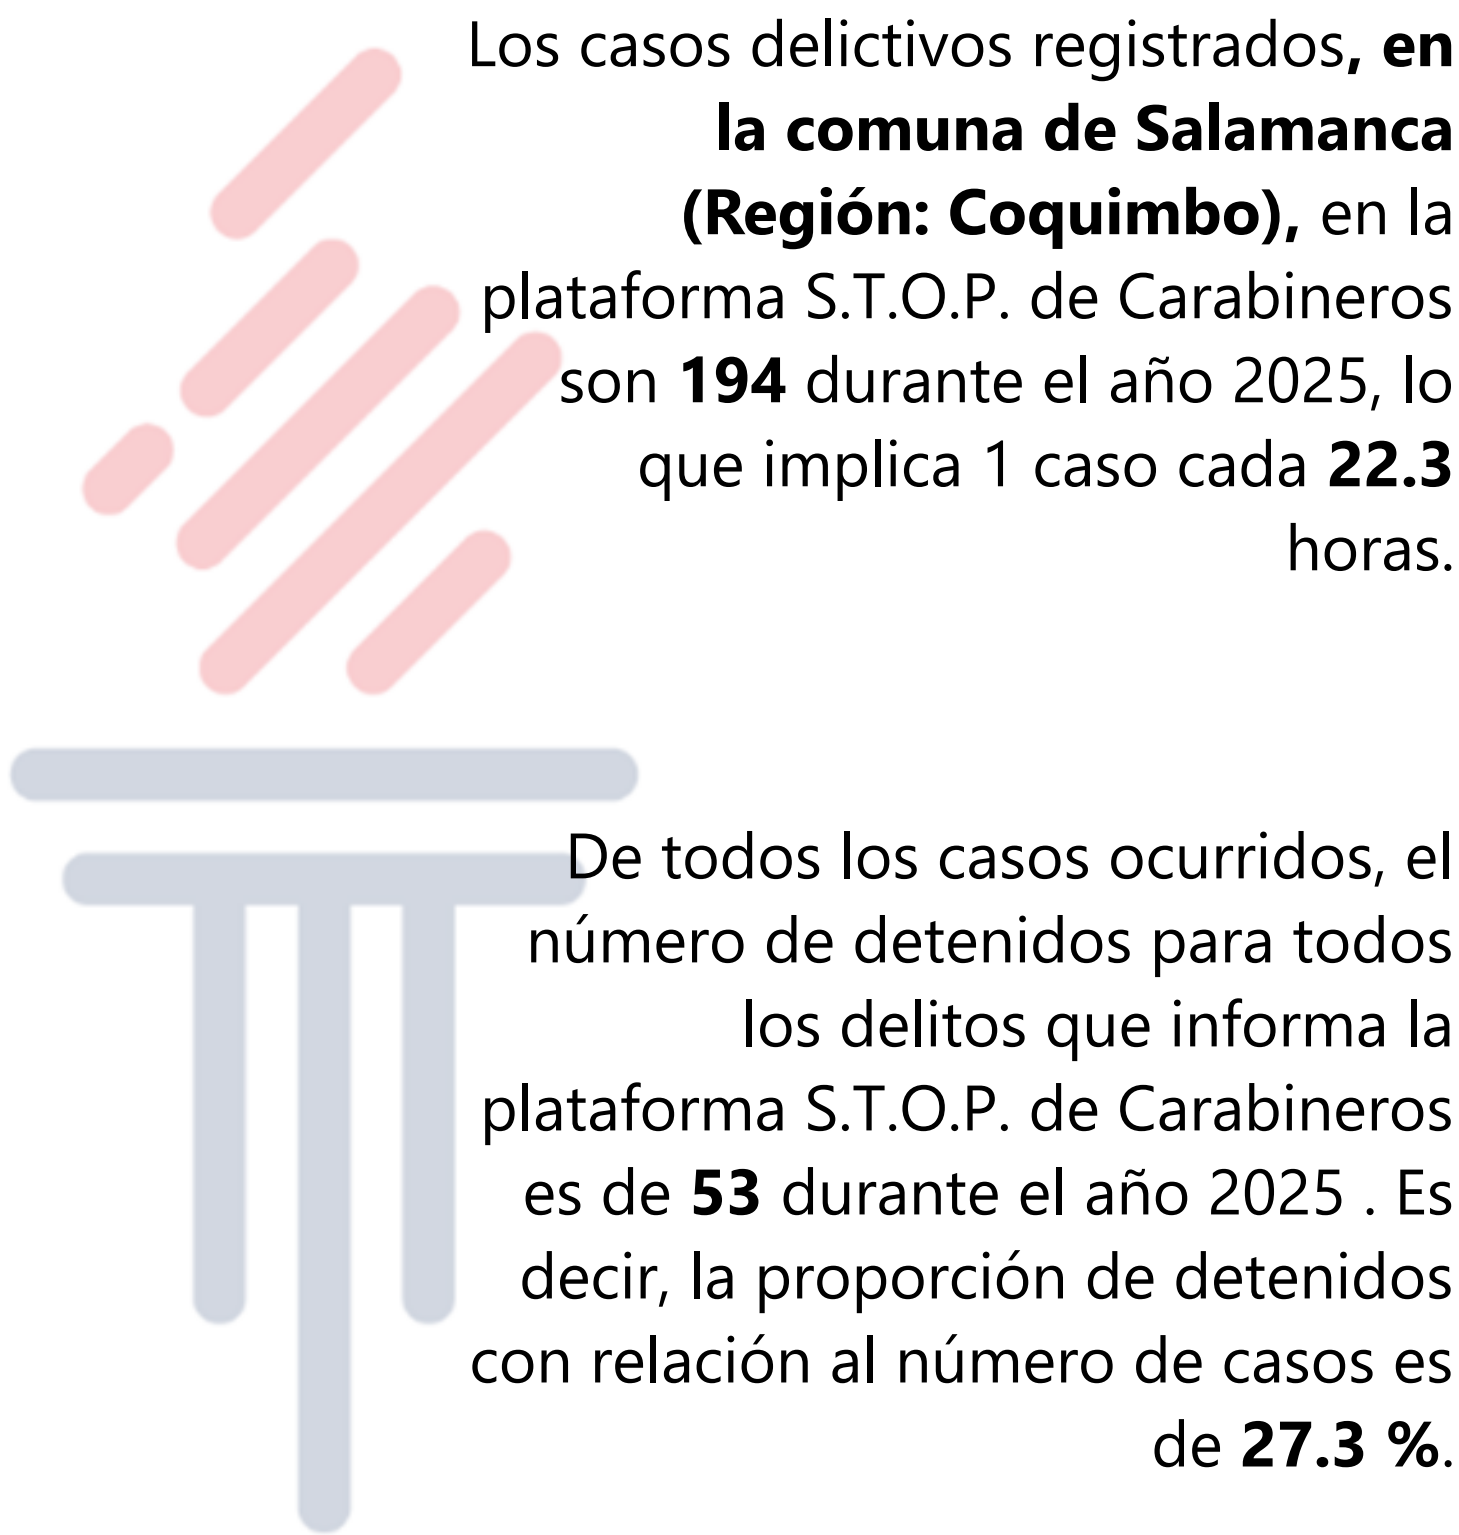 Los casos delictivos registrados, en
la comuna de Salamanca
(Región: Coquimbo), en la
plataforma S.T.O.P. de Carabineros
son 194 durante el año 2025, lo
que implica 1 caso cada 22.3
horas.
De todos los casos ocurridos, el
número de detenidos para todos
los delitos que informa la
plataforma S.T.O.P. de Carabineros
es de 53 durante el año 2025 . Es
decir, la proporción de detenidos
con relación al número de casos es
de 27.3 %.